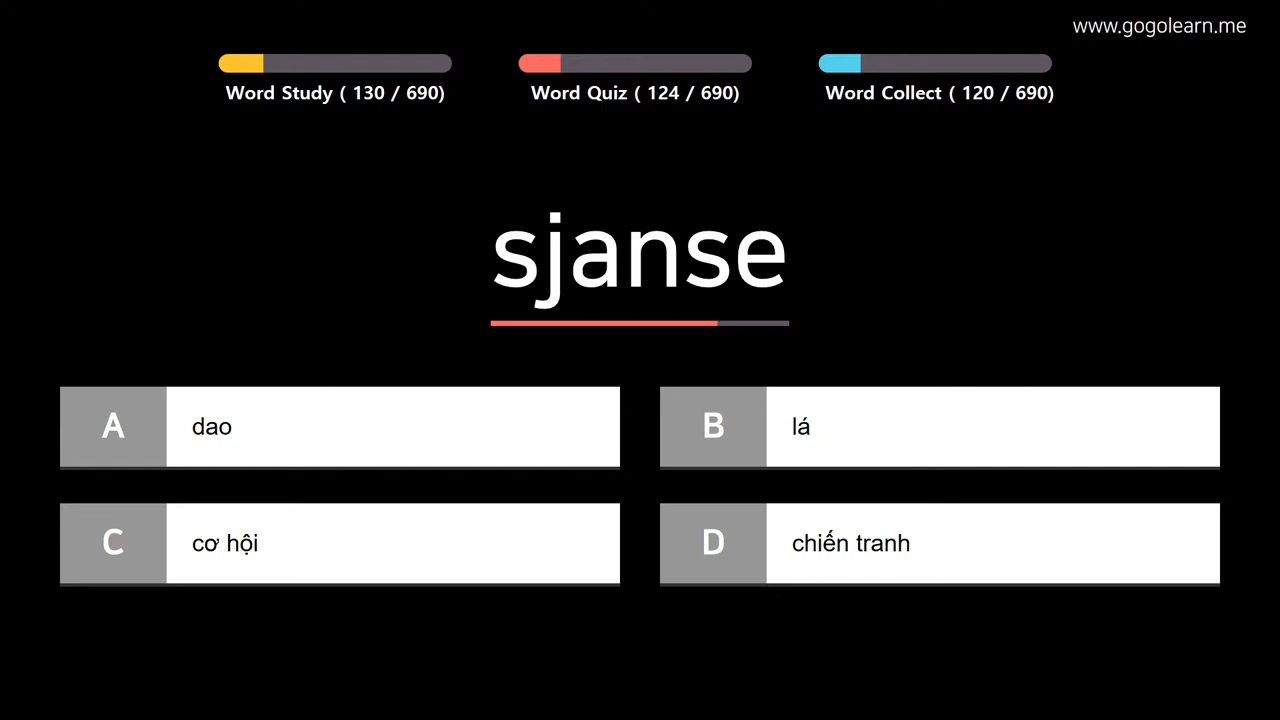 www.gogolearn.me
Word Study ( 130 / 690)
Word Quiz ( 124 / 690)
Word Collect ( 120 / 690)
sjanse
A dao
B lá
C cơ hội
D chiến tranh